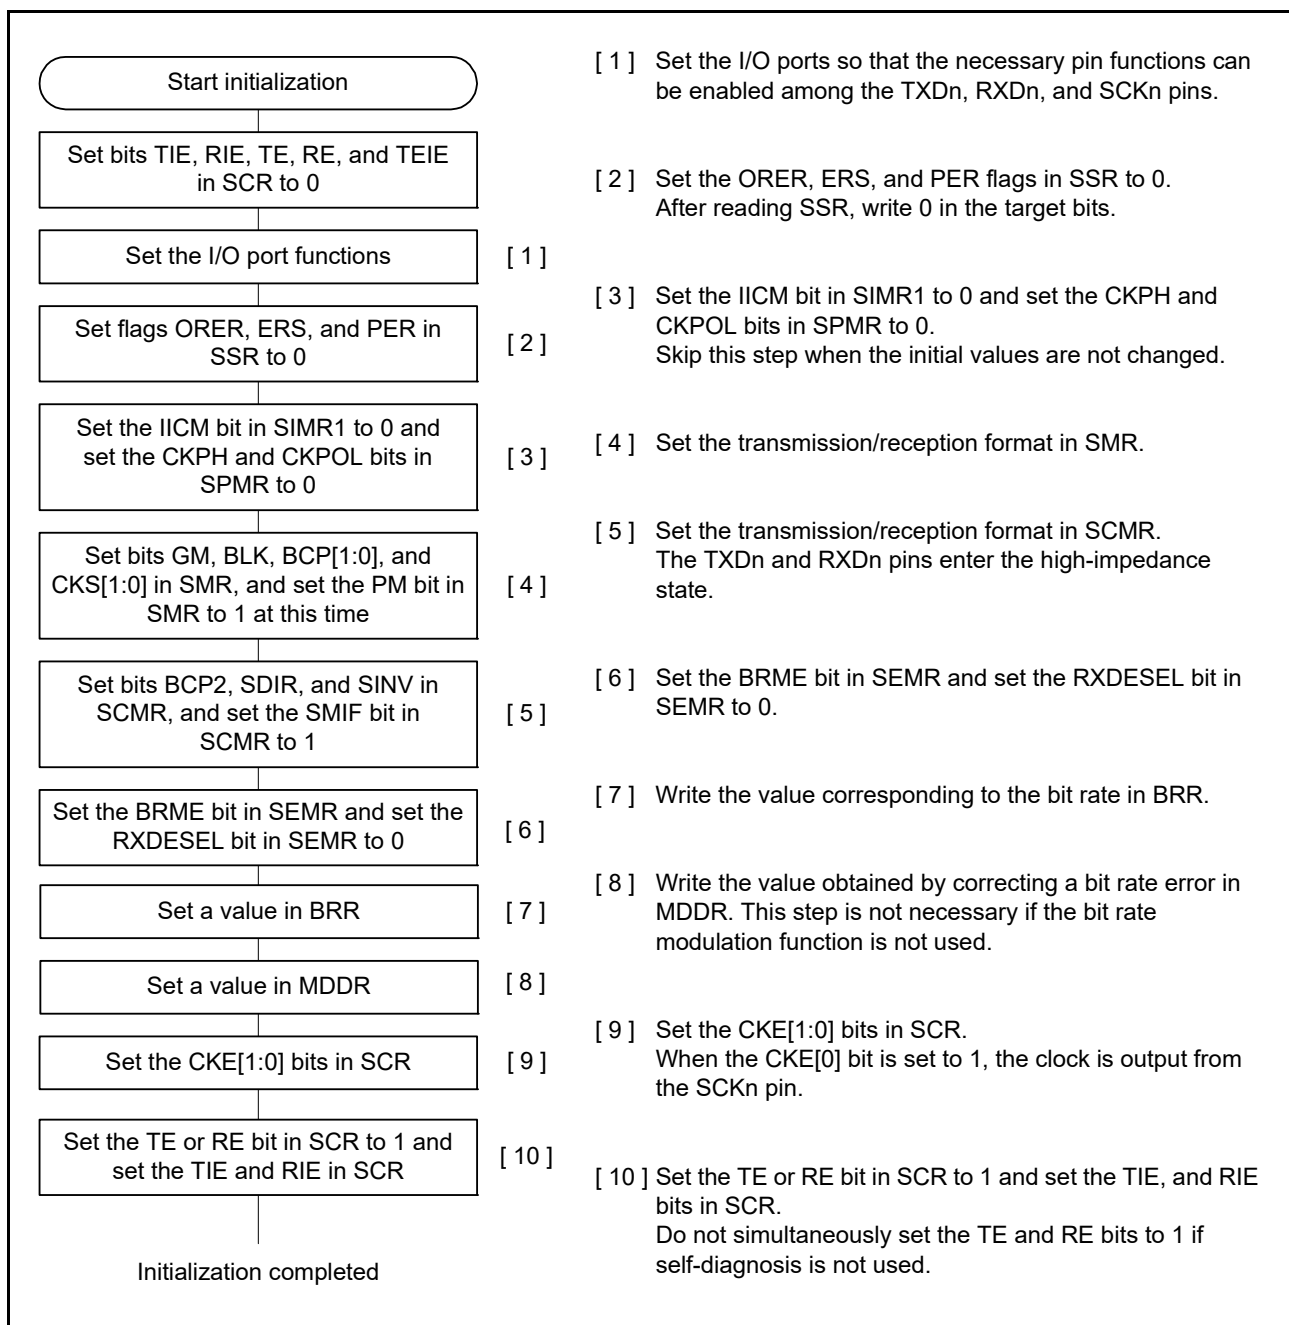 Start initialization
Set bits TIE, RIE, TE, RE, and TEIE
in SCR to 0
Set the I/O port functions
[ 1 ]
Set flags ORER, ERS, and PER in
SSR to 0
[ 2 ]
Set the IICM bit in SIMR1 to 0 and
set the CKPH and CKPOL bits in
SPMR to 0
[ 3 ]
Set bits GM, BLK, BCP[1:0], and
CKS[1:0] in SMR, and set the PM bit in
SMR to 1 at this time
[ 4 ]
Set bits BCP2, SDIR, and SINV in
SCMR, and set the SMIF bit in
SCMR to 1
[ 5 ]
Set the BRME bit in SEMR and set the
RXDESEL bit in SEMR to 0
[ 6 ]
Set a value in BRR
[ 7 ]
Set a value in MDDR
[ 8 ]
Set the CKE[1:0] bits in SCR
[ 9 ]
Set the TE or RE bit in SCR to 1 and
set the TIE and RIE in SCR
[ 10 ]
Initialization completed
[ 1 ] Set the I/O ports so that the necessary pin functions can
be enabled among the TXDn, RXDn, and SCKn pins.
[ 2 ] Set the ORER, ERS, and PER flags in SSR to 0.
After reading SSR, write 0 in the target bits.
[ 3 ] Set the IICM bit in SIMR1 to 0 and set the CKPH and
CKPOL bits in SPMR to 0.
Skip this step when the initial values are not changed.
[ 4 ] Set the transmission/reception format in SMR.
[ 5 ] Set the transmission/reception format in SCMR.
The TXDn and RXDn pins enter the high-impedance
state.
[ 6 ] Set the BRME bit in SEMR and set the RXDESEL bit in
SEMR to 0.
[ 7 ] Write the value corresponding to the bit rate in BRR.
[ 8 ] Write the value obtained by correcting a bit rate error in
MDDR. This step is not necessary if the bit rate
modulation function is not used.
[ 9 ] Set the CKE[1:0] bits in SCR.
When the CKE[0] bit is set to 1, the clock is output from
the SCKn pin.
[ 10 ] Set the TE or RE bit in SCR to 1 and set the TIE, and RIE
bits in SCR.
Do not simultaneously set the TE and RE bits to 1 if
self-diagnosis is not used.